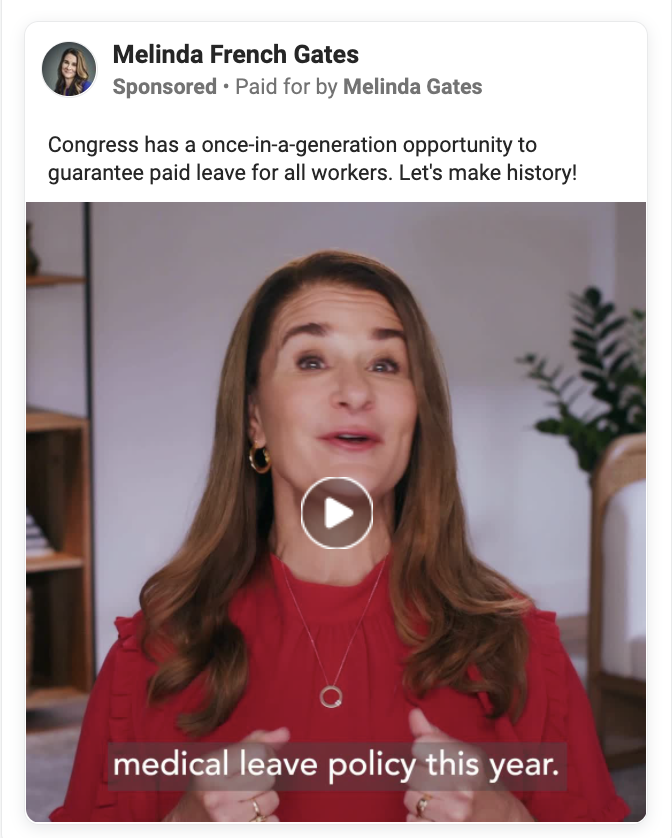 Melinda French Gates
Sponsored • Paid for by Melinda Gates
Congress has a once-in-a-generation opportunity to
guarantee paid leave for all workers. Let's make history!
medical leave policy this year.